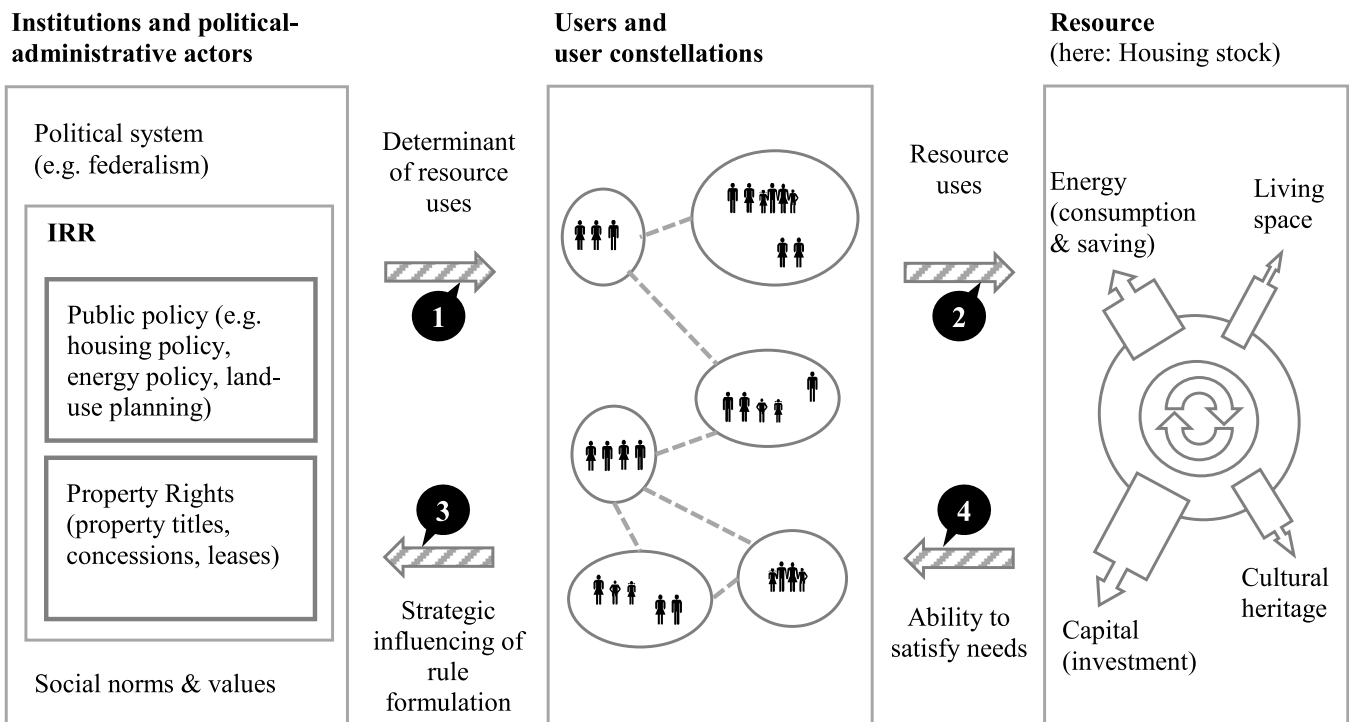 Institutions and political-
administrative actors
Political system
(e.g. federalism)
IRR
Public policy (e.g.
housing policy,
energy policy, land-
use planning)
Property Rights
(property titles,
concessions, leases)
Social norms & values
Determinant
of resource
uses
1
3
Strategic
influencing of
rule
formulation
Users and
user constellations
Resource
uses
2
4
Ability to
satisfy needs
Resource
(here: Housing stock)
Energy
(consumption
& saving)
Living
space
Capital
(investment)
Cultural
heritage